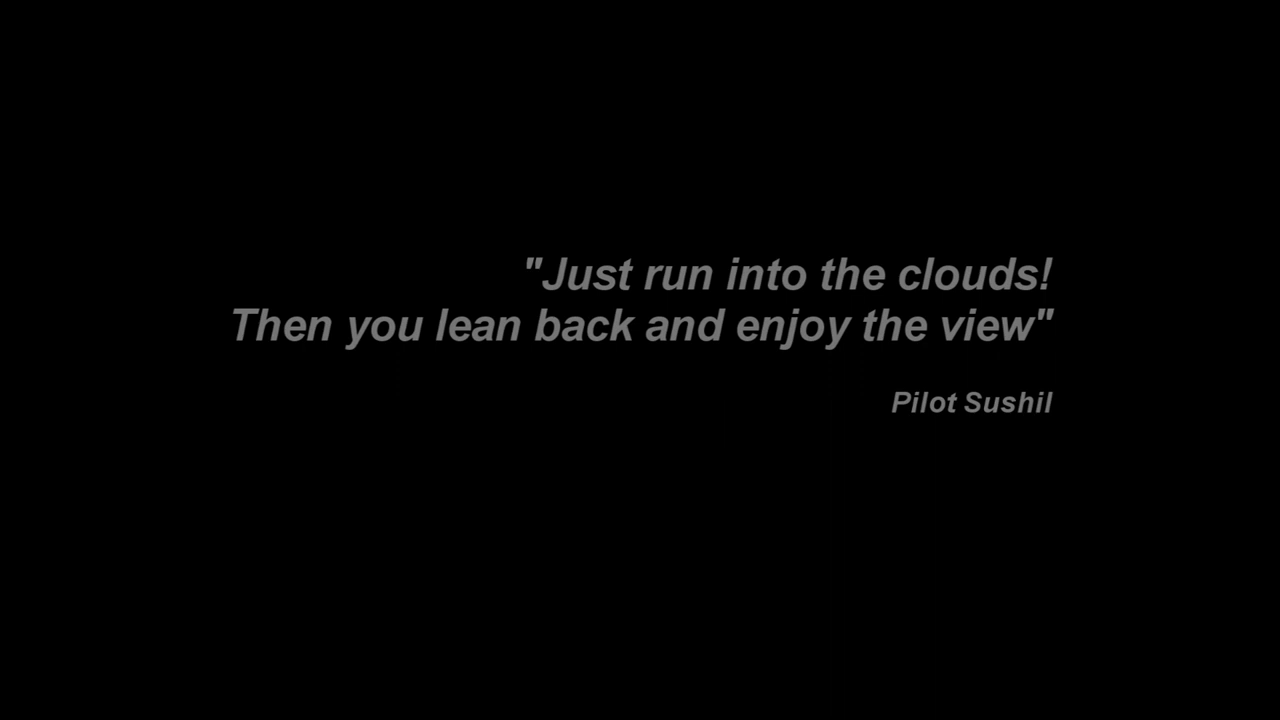 "Just run into the clouds!
Then you lean back and enjoy the view"
Pilot Sushil